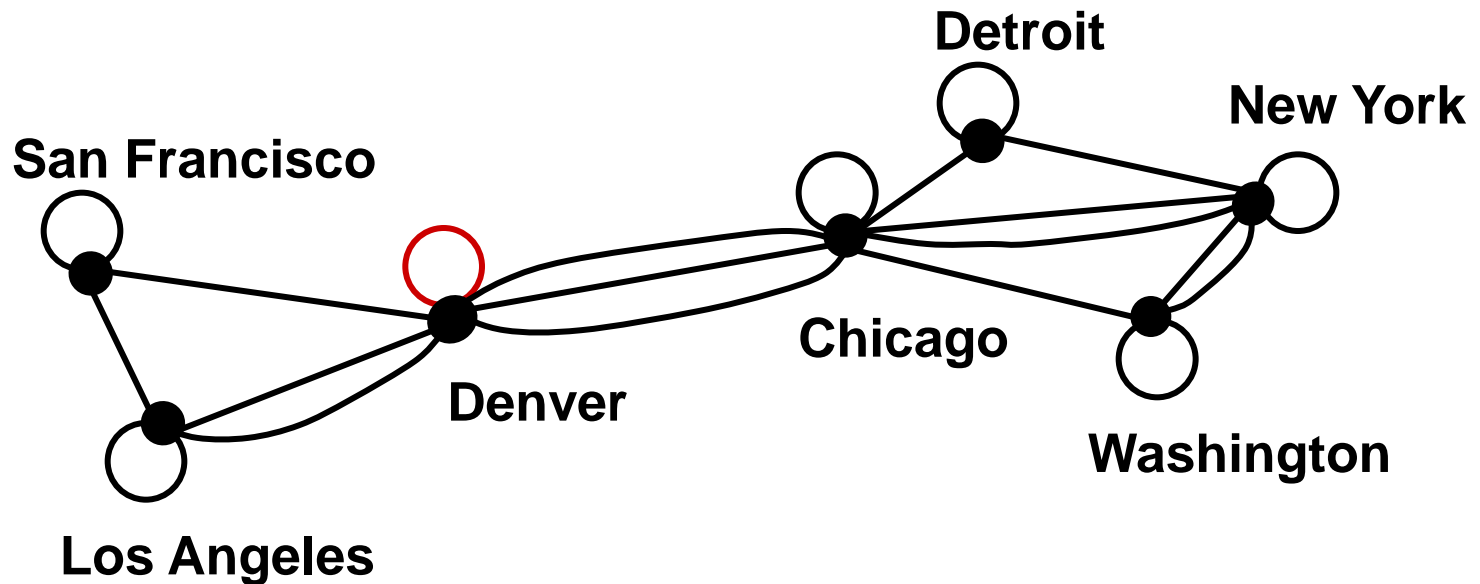 Detroit
New York
San Francisco
Chicago
Denver
Washington
Los Angeles